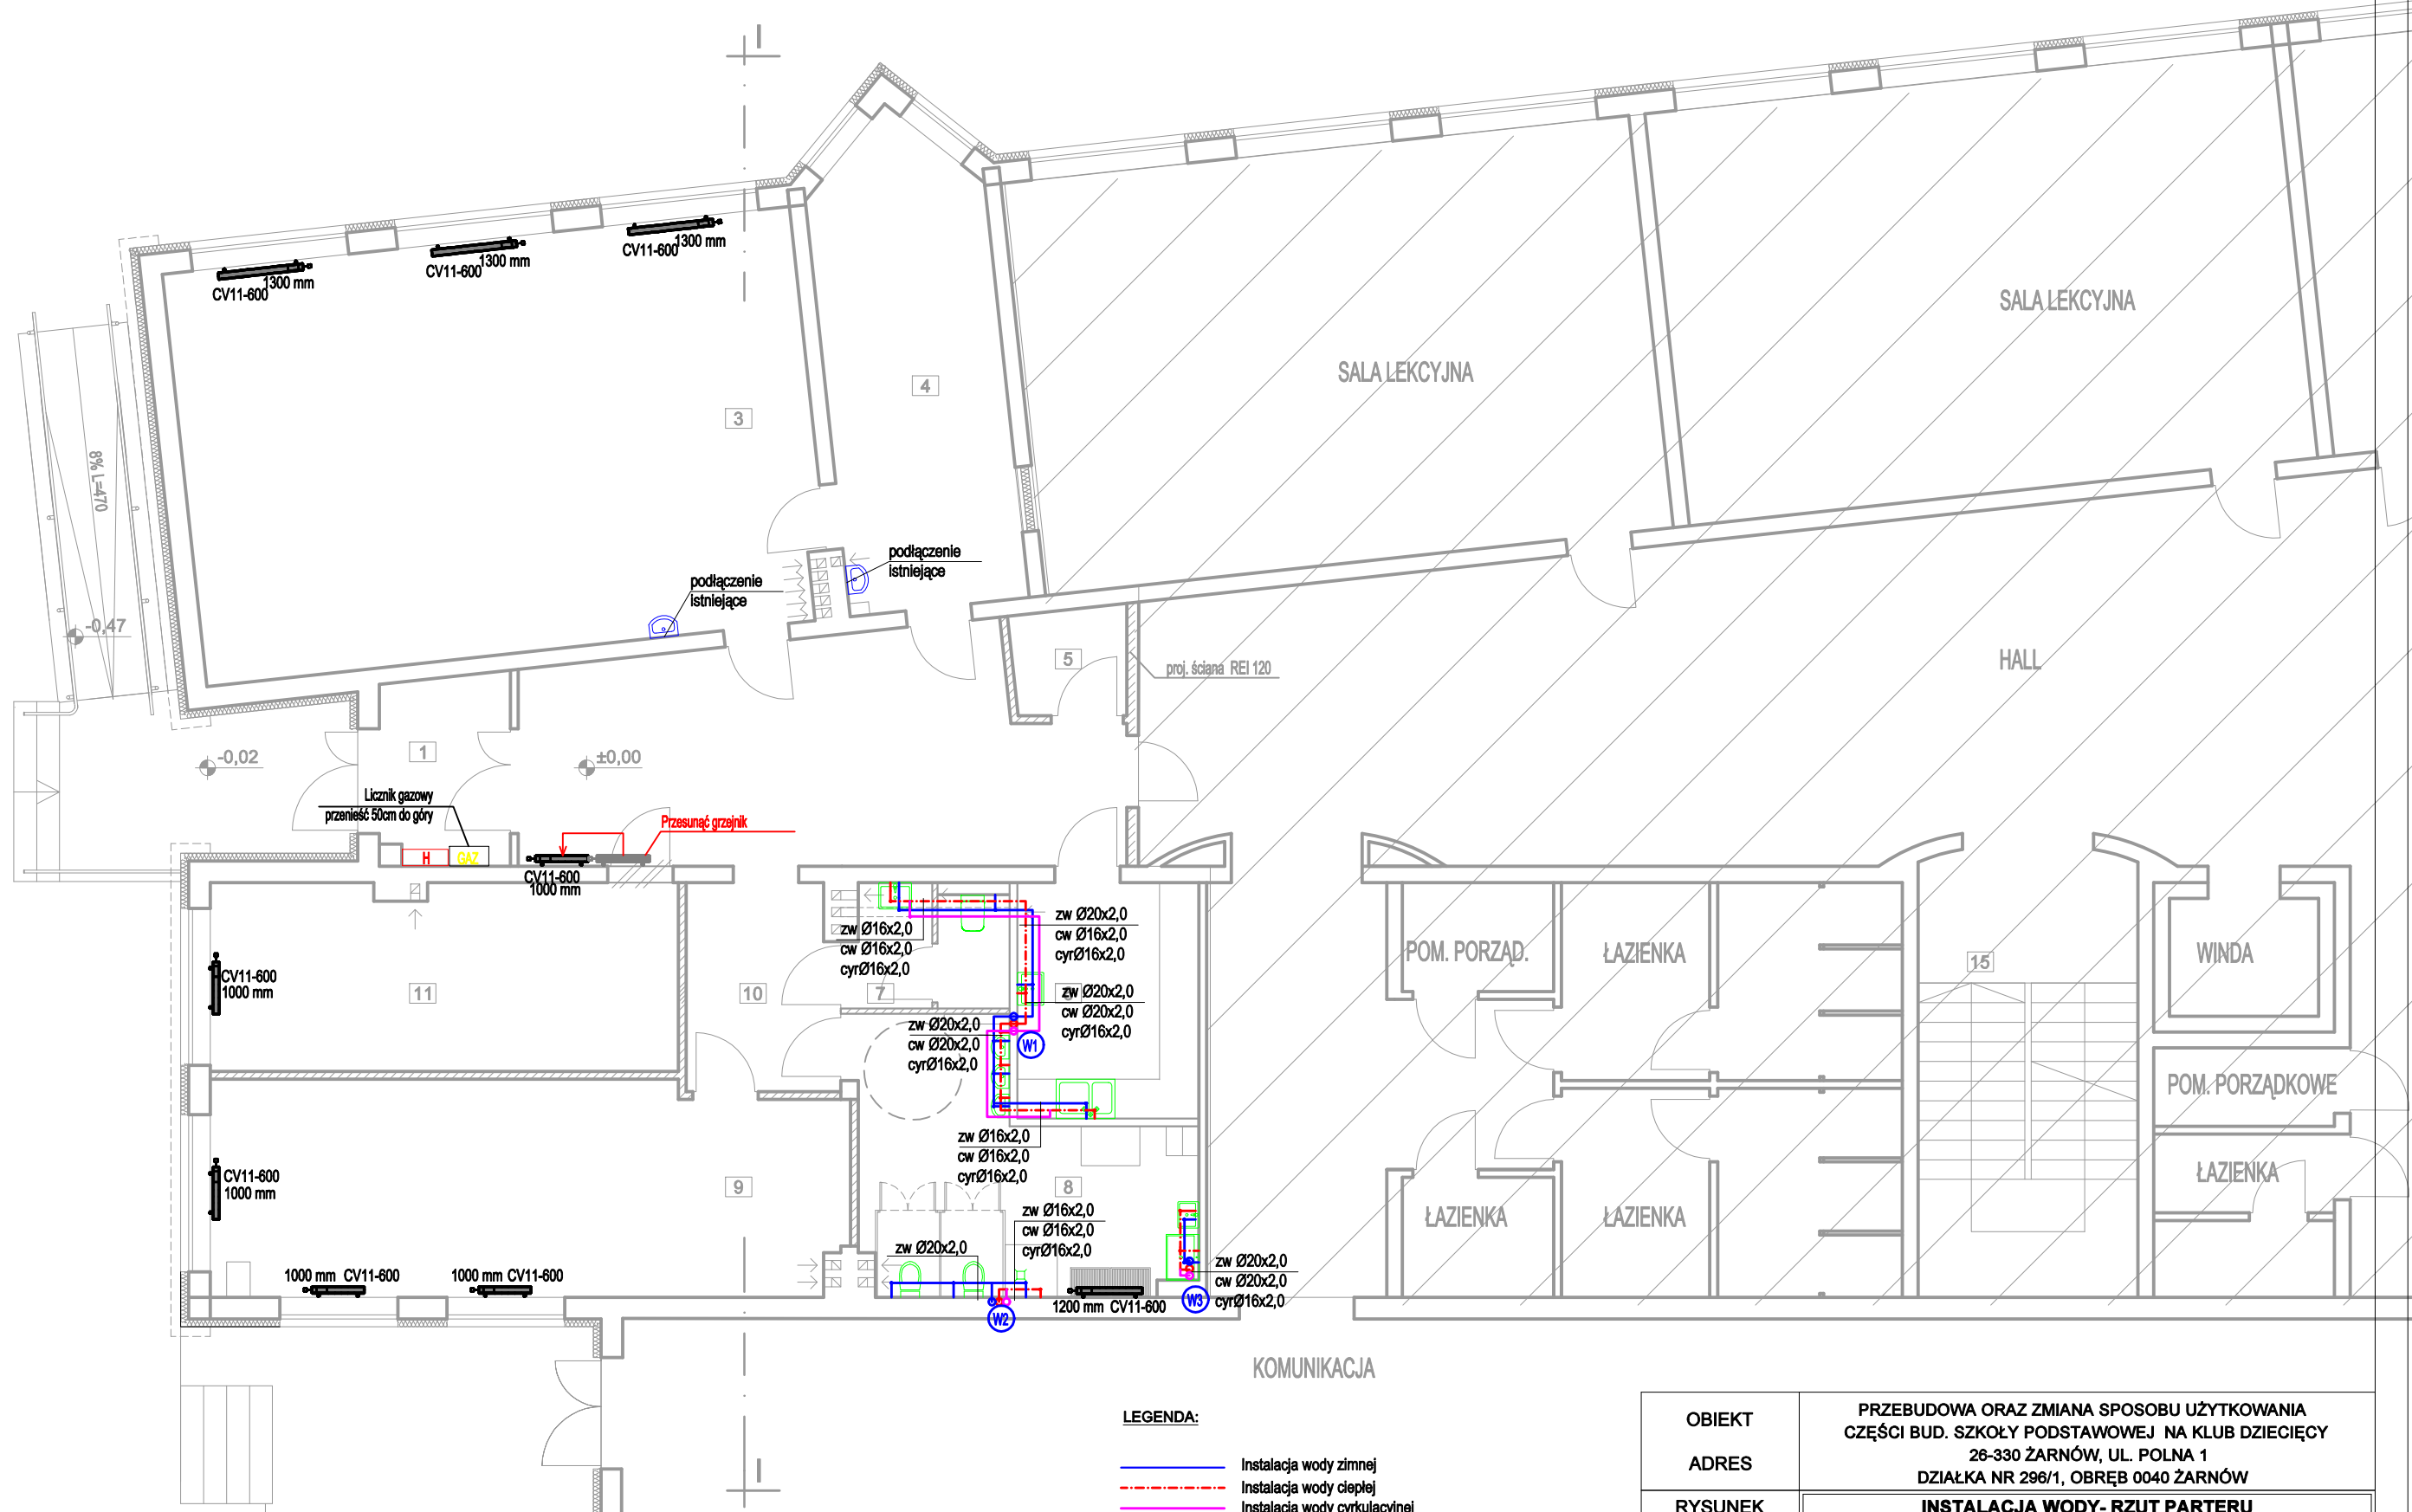 I
1300 mm
CV11-600
1300 mm
CV11-600
1300 mm
CV11-600
SALA LEKCYJNA
SALA LEKCYJNA
4
3
8% L=470
podłączenie
istniejące
podłączenie
istniejące
-0,47
5
proj. ściana REI 120
HALL
1
-0,02
±0,00
Licznik gazowy
przenieść 50cm do góry
Przesunąć grzejnik
H
GAZ
CV11-600
1000 mm
zw Ø16x2,0
cw Ø16x2,0
cyrØ16x2,0
zw Ø20x2,0
cw Ø16x2,0
cyrØ16x2,0
POM. PORZĄD.
ŁAZIENKA
15
WINDA
CV11-600
1000 mm
11
10
7
zw Ø20x2,0
cw Ø20x2,0
cyrØ16x2,0
zw Ø20x2,0
cw Ø20x2,0
cyrØ16x2,0
W1
POM. PORZĄDKOWE
zw Ø16x2,0
cw Ø16x2,0
cyrØ16x2,0
CV11-600
1000 mm
9
8
ŁAZIENKA
ŁAZIENKA
ŁAZIENKA
zw Ø16x2,0
cw Ø16x2,0
cyrØ16x2,0
zw Ø20x2,0
zw Ø20x2,0
cw Ø20x2,0
cyrØ16x2,0
1000 mm CV11-600
1000 mm CV11-600
1200 mm CV11-600
W3
W2
KOMUNIKACJA
I
LEGENDA:
Instalacja wody zimnej
Instalacja wody ciepłej
Instalacja wody cyrkulacyjnej
OBIEKT
ADRES
PRZEBUDOWA ORAZ ZMIANA SPOSOBU UŻYTKOWANIA
CZĘŚCI BUD. SZKOŁY PODSTAWOWEJ NA KLUB DZIECIĘCY
26-330 ŻARNÓW, UL. POLNA 1
DZIAŁKA NR 296/1, OBRĘB 0040 ŻARNÓW
RYSUNEK
INSTALACJA WODY- RZUT PARTERU